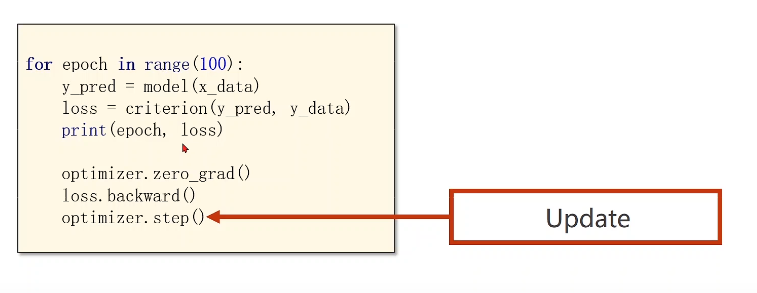 for epoch in range(100):
    y_pred = model(x_data)
    loss = criterion(y_pred, y_data)
    print(epoch, loss)

    optimizer.zero_grad()
    loss.backward()
    optimizer.step()
Update